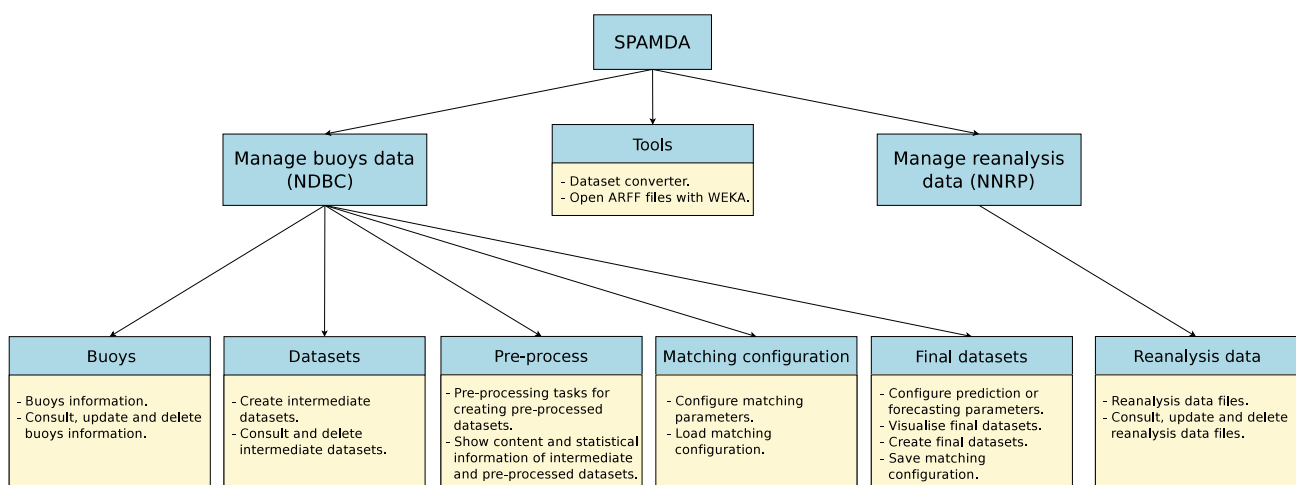 SPAMDA
Manage buoys data
(NDBC)
Tools
- Dataset converter.
- Open ARFF files with WEKA.
Manage reanalysis
data (NNRP)
Buoys
- Buoys information.
- Consult, update and delete
buoys information.
Datasets
- Create intermediate
datasets.
- Consult and delete
intermediate datasets.
Pre-process
- Pre-processing tasks for
creating pre-processed
datasets.
- Show content and statistical
information of intermediate
and pre-processed datasets.
Matching configuration
- Configure matching
parameters.
- Load matching
configuration.
Final datasets
- Configure prediction or
forecasting parameters.
- Visualise final datasets.
- Create final datasets.
- Save matching
configuration.
Reanalysis data
- Reanalysis data files.
- Consult, update and delete
reanalysis data files.